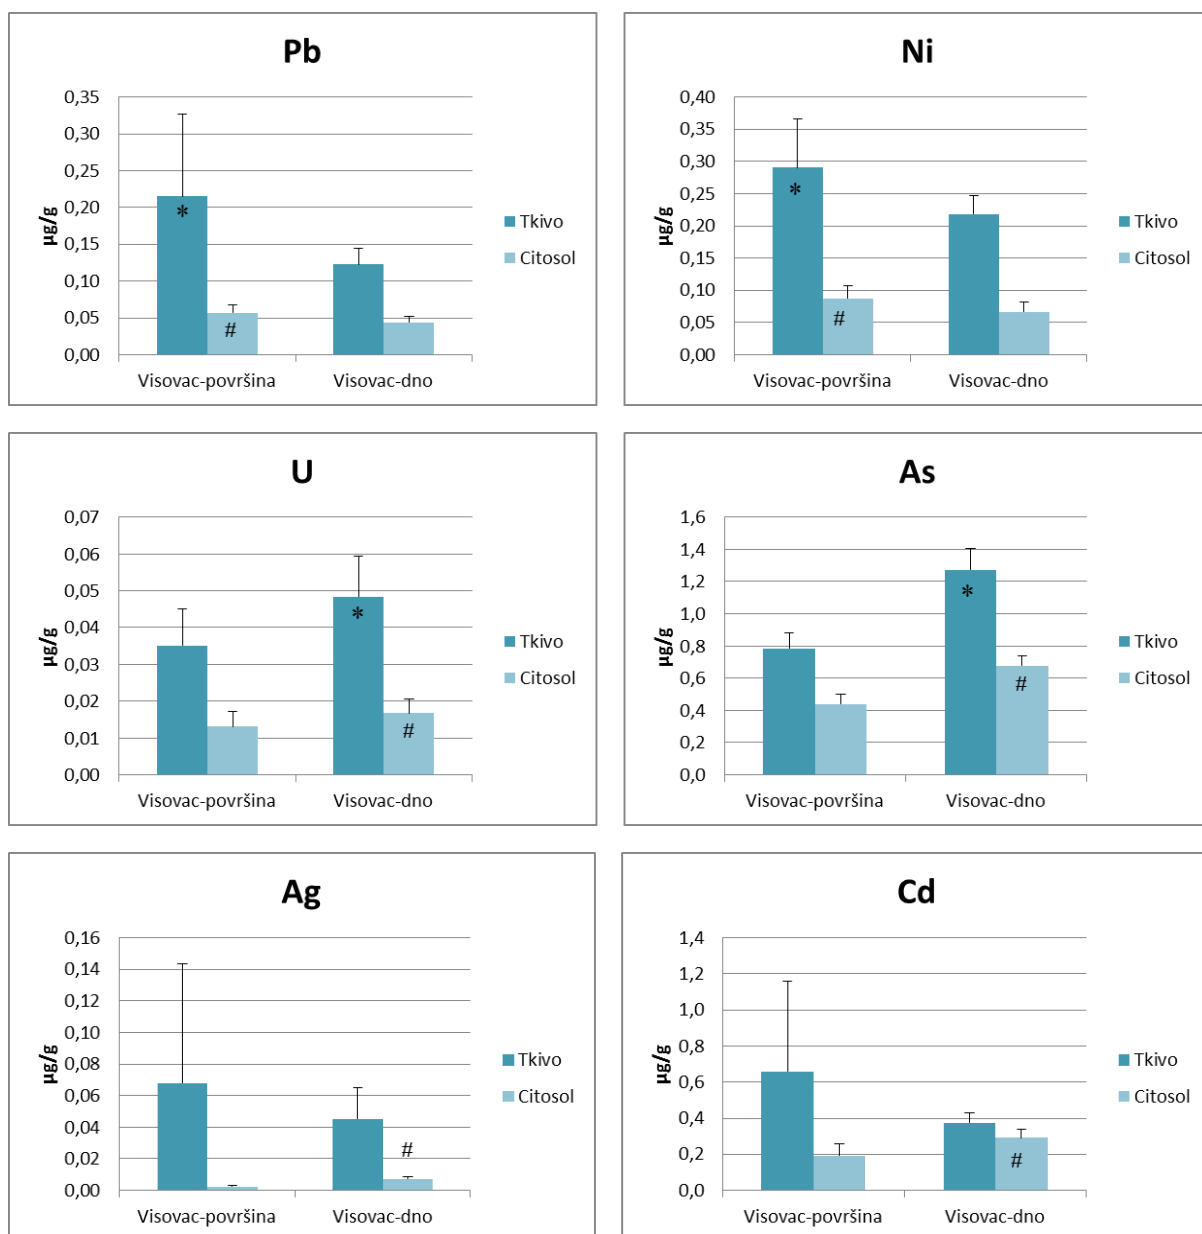 Pb
0,35
0,30
0,25
0,20
0,15
0,10
0,05
0,00
µg/g
*
#
Visovac-površina
Visovac-dno
Tkivo
Citosol
Ni
0,40
0,35
0,30
0,25
0,20
0,15
0,10
0,05
0,00
µg/g
*
#
Visovac-površina
Visovac-dno
Tkivo
Citosol
U
0,07
0,06
0,05
0,04
0,03
0,02
0,01
0,00
µg/g
*
#
Visovac-površina
Visovac-dno
Tkivo
Citosol
As
1,6
1,4
1,2
1,0
0,8
0,6
0,4
0,2
0,0
µg/g
*
#
Visovac-površina
Visovac-dno
Tkivo
Citosol
Ag
0,16
0,14
0,12
0,10
0,08
0,06
0,04
0,02
0,00
µg/g
#
Visovac-površina
Visovac-dno
Tkivo
Citosol
Cd
1,4
1,2
1,0
0,8
0,6
0,4
0,2
0,0
µg/g
#
Visovac-površina
Visovac-dno
Tkivo
Citosol